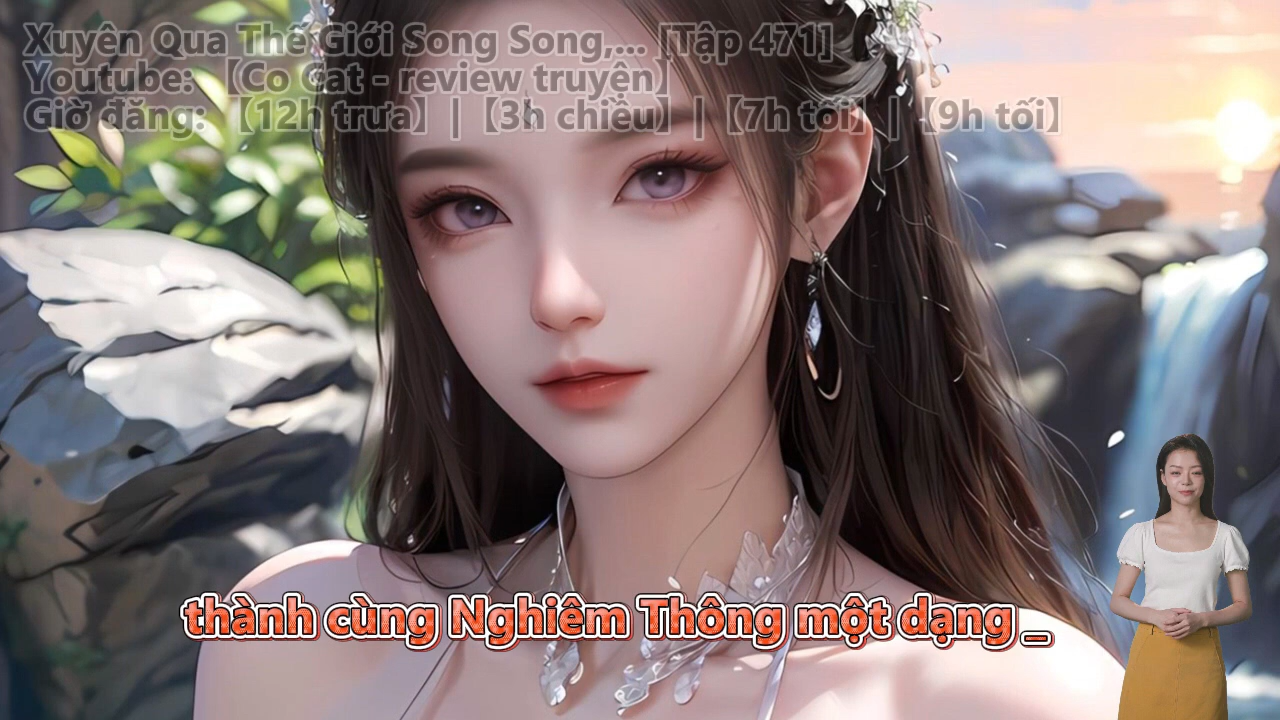 Xuyên Qua Thế Giới Song Song,... [Tập 471]
Youtube: 【Co Cat - review truyện】
Giờ đăng: 【12h trưa】 | 【3h chiều】 | 【7h tối】 | 【9h tối】
thành cùng Nghiêm Thông một dạng _